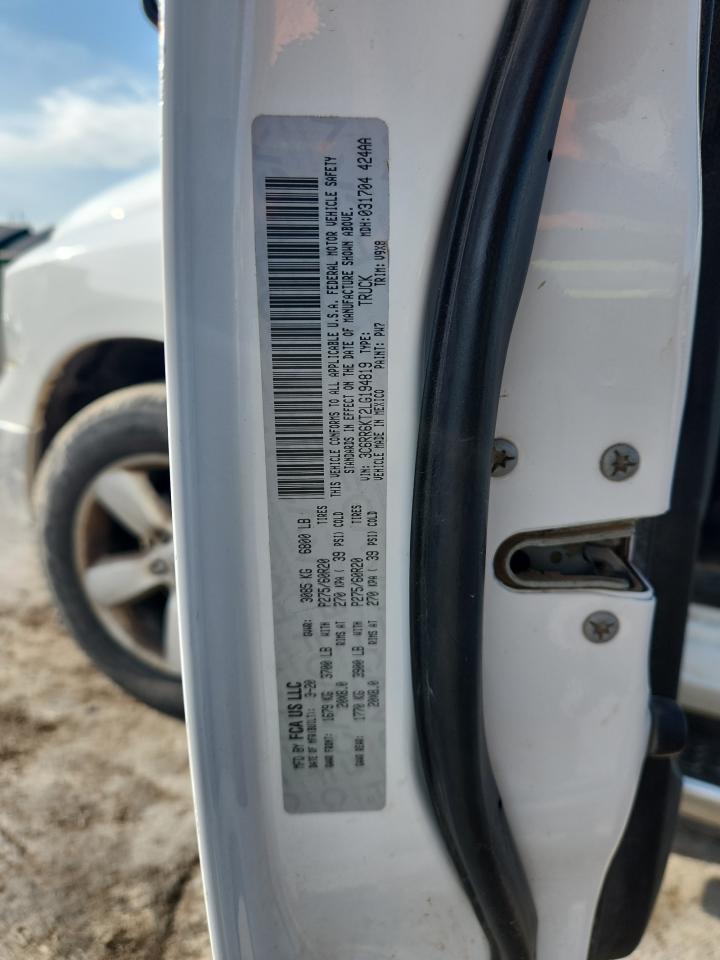 MFD BY FCA US LLC
DATE OF MFR(BUILT): 3-20 GVWR: 3085 KG 6800 LB
GAWR FRONT: 1679 KG 3700 LB WITH P275/60R20 TIRES
20X8.0 RIMS AT 270 KPA ( 39 PSI) COLD
GAWR REAR: 1770 KG 3900 LB WITH P275/60R20 TIRES
20X8.0 RIMS AT 270 KPA ( 39 PSI) COLD
THIS VEHICLE CONFORMS TO ALL APPLICABLE U.S.A. FEDERAL MOTOR VEHICLE SAFETY
STANDARDS IN EFFECT ON THE DATE OF MANUFACTURE SHOWN ABOVE.
VIN: 3C6RR6KT2LG194819 TYPE: TRUCK MDH:031704 424AA
VEHICLE MADE IN MEXICO PAINT: PW7 TRIM: V9X8